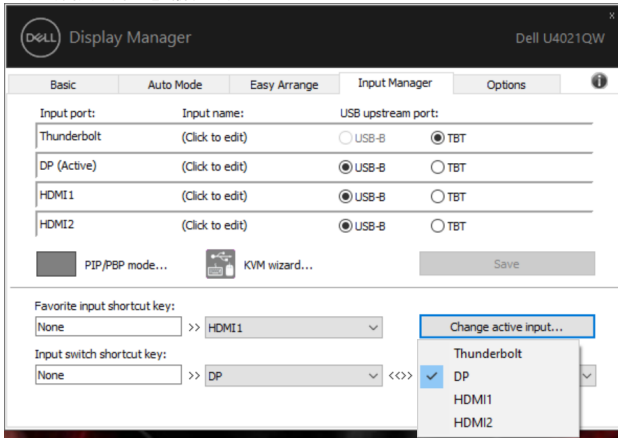 DELL Display Manager
Dell U4021QW
Basic Auto Mode Easy Arrange Input Manager Options
Input port: Input name: USB upstream port:
Thunderbolt (Click to edit) USB-B TBT
DP (Active) (Click to edit) USB-B TBT
HDMI1 (Click to edit) USB-B TBT
HDMI2 (Click to edit) USB-B TBT
PIP/PBP mode... KVM wizard... Save
Favorite input shortcut key:
None >> HDMI1 Change active input...
Input switch shortcut key:
None >> DP <<>>
Thunderbolt
DP
HDMI1
HDMI2